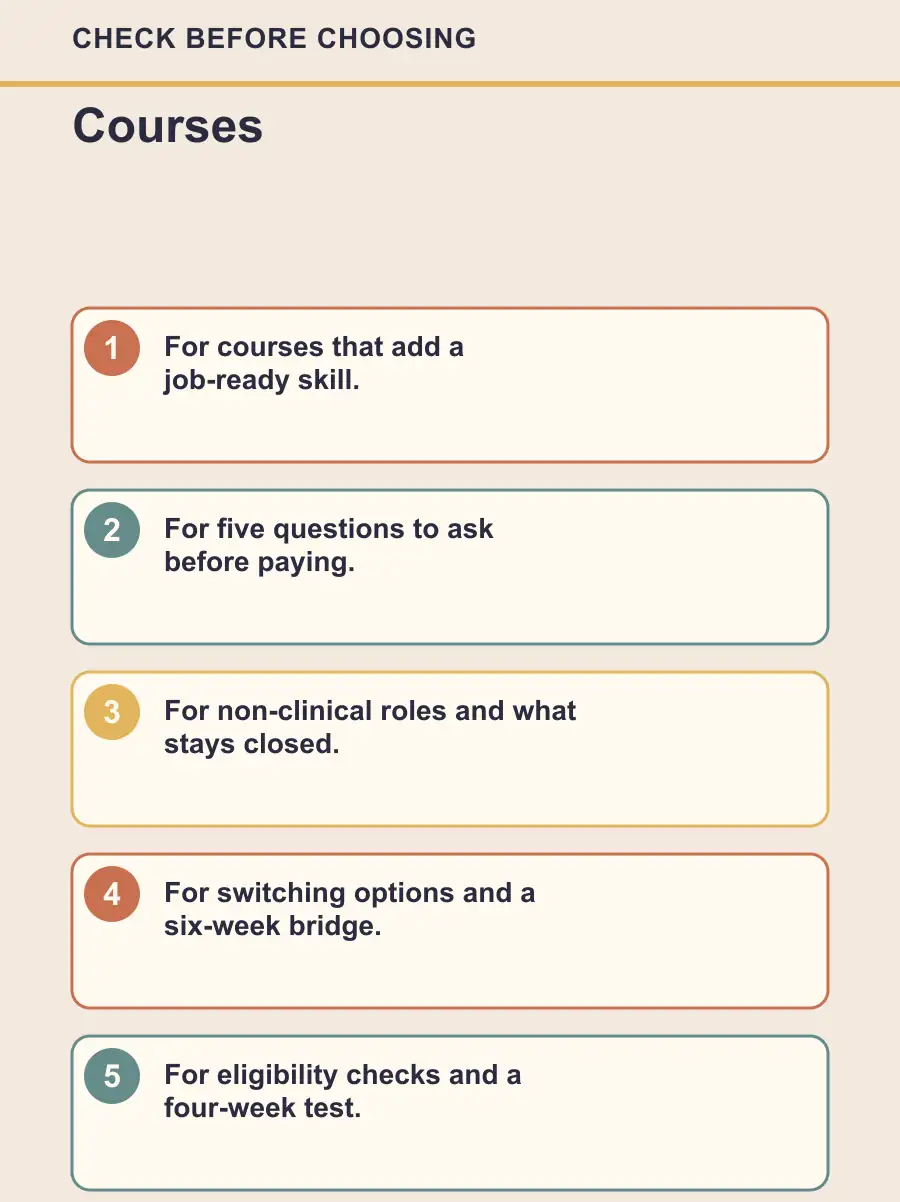 CHECK BEFORE CHOOSING
Courses
1
For courses that add a
job-ready skill.
2
For five questions to ask
before paying.
3
For non-clinical roles and what
stays closed.
4
For switching options and a
six-week bridge.
5
For eligibility checks and a
four-week test.